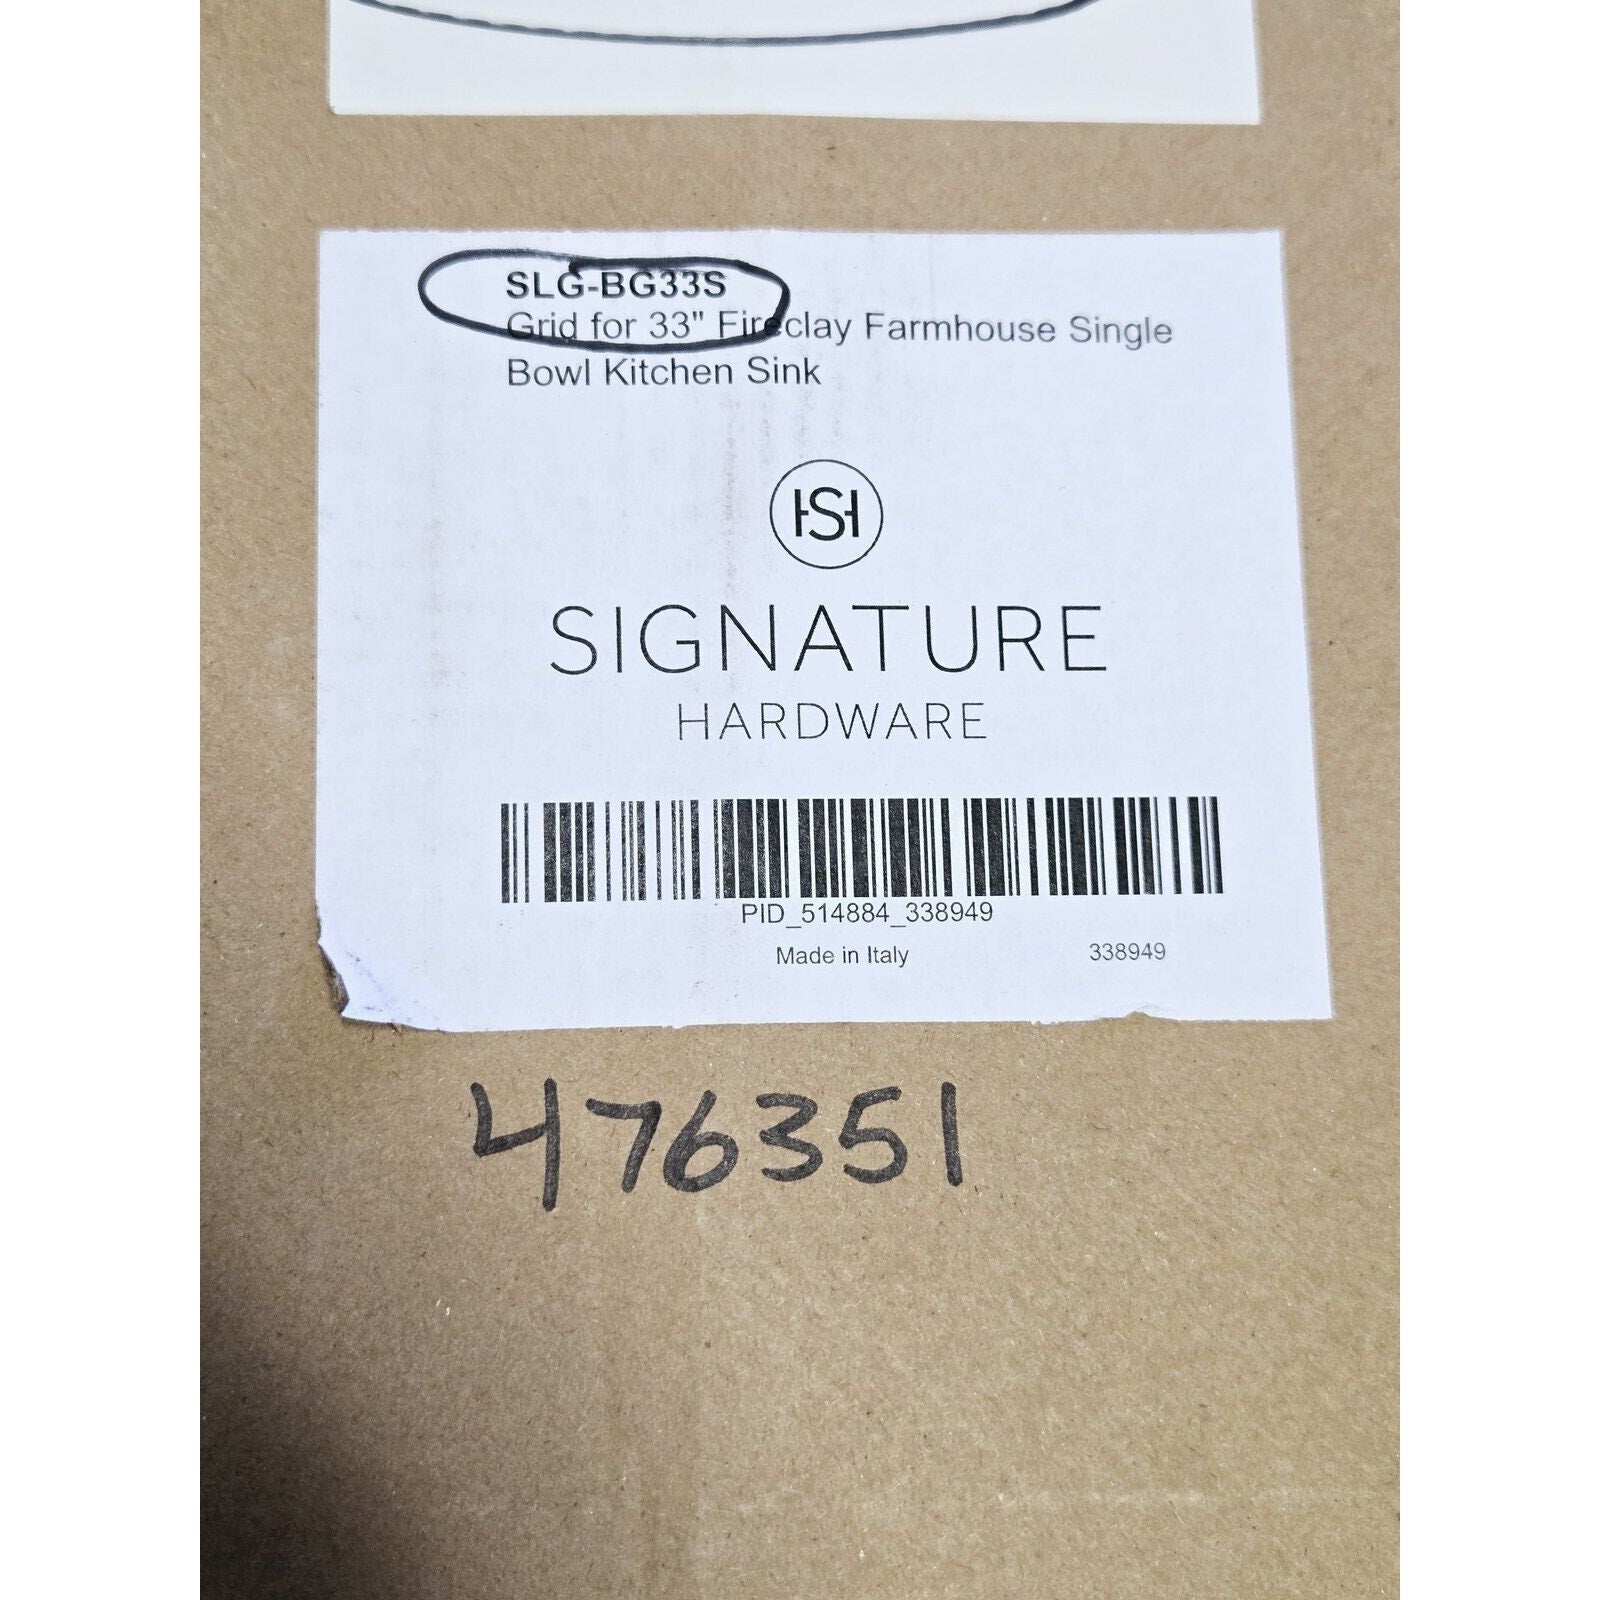 SLG-BG33S
Grid for 33" Fireclay Farmhouse Single
Bowl Kitchen Sink
SIGNATURE
HARDWARE
PID_514884_338949
Made in Italy 338949
476351